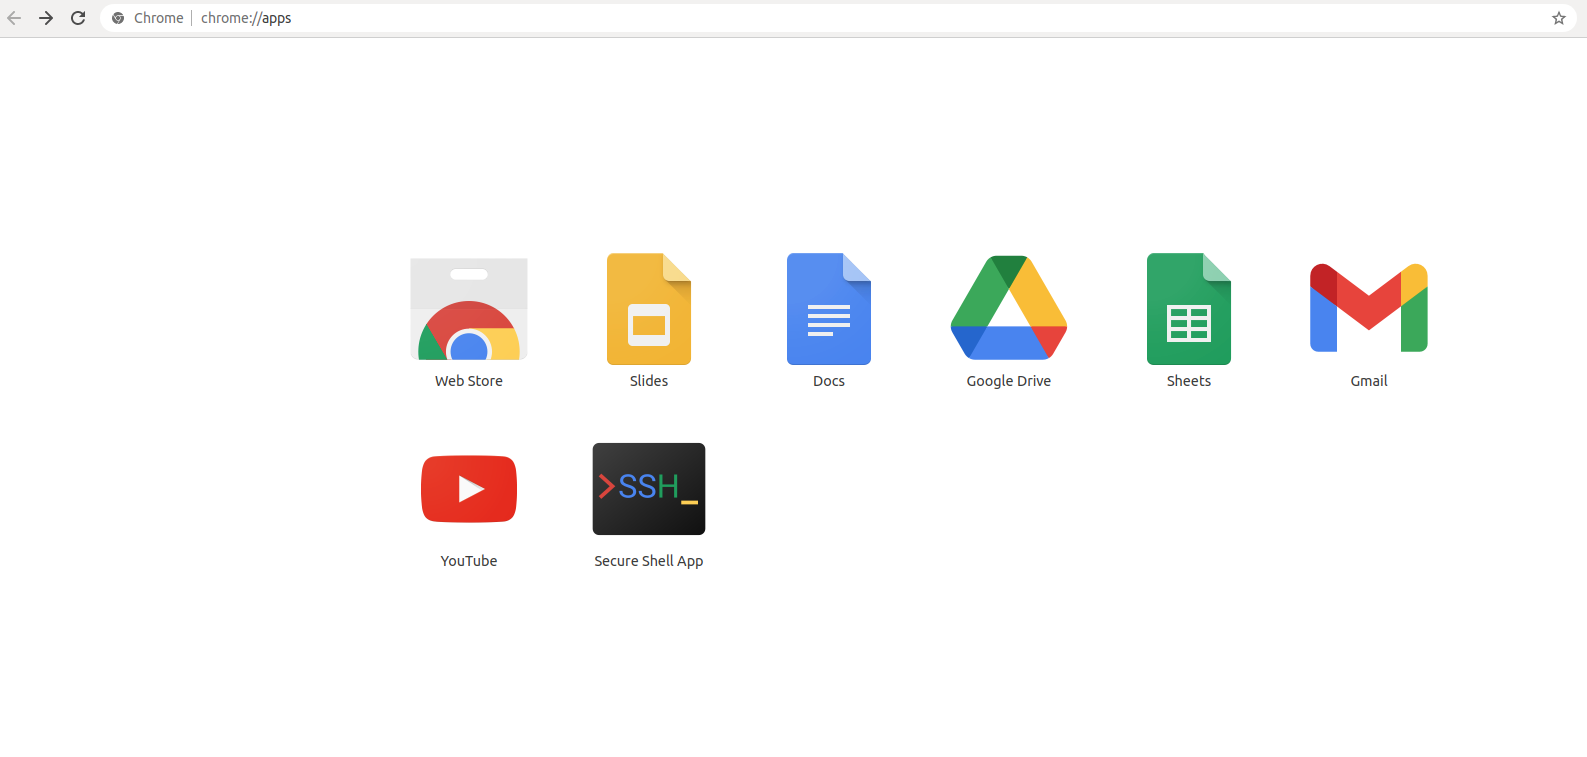 Chrome | chrome://apps
Web Store
Slides
Docs
Google Drive
Sheets
Gmail
>SSH_
YouTube
Secure Shell App